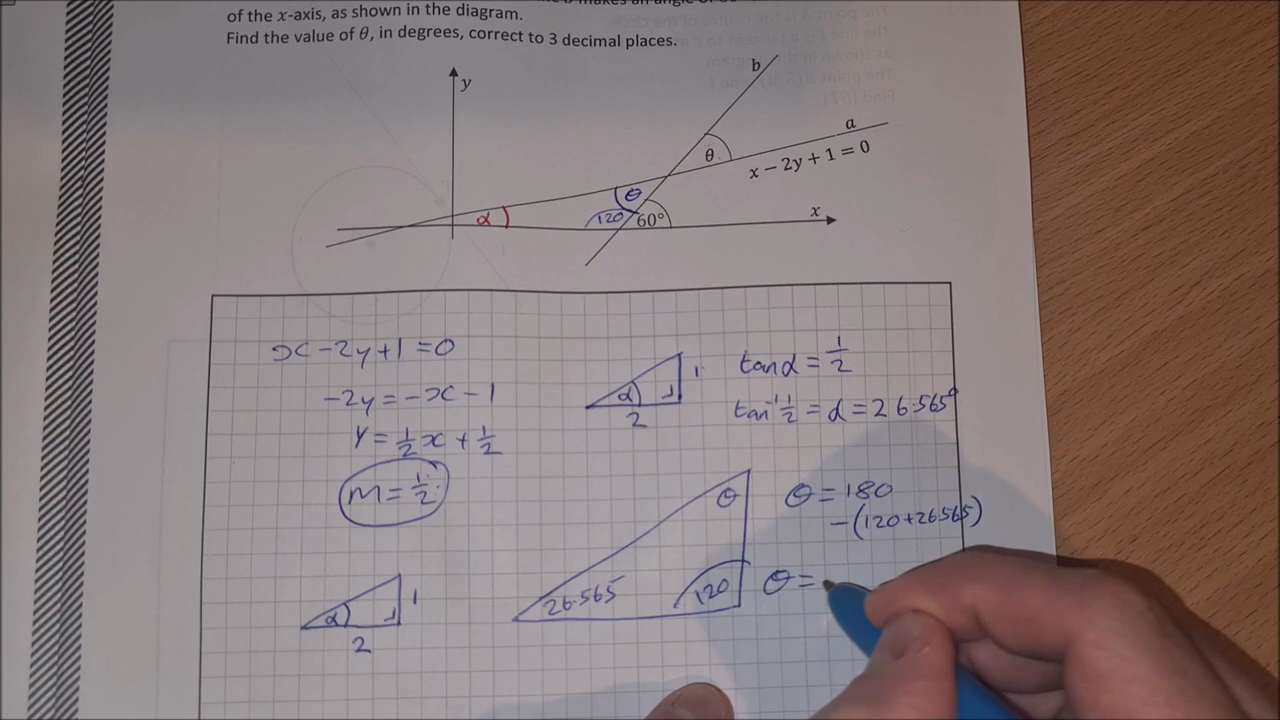 of the x-axis, as shown in the diagram.
Find the value of θ, in degrees, correct to 3 decimal places.
y
b
a
θ
x − 2y + 1 = 0
θ
α
120
60°
x
x - 2y + 1 = 0
-2y = -x - 1
y = 1/2 x + 1/2
m = 1/2
α
1
2
α
1
2
tan α = 1/2
tan⁻¹ 1/2 = α = 26.565°
θ
26.565
120
θ = 180
-(120+26.565)
θ =